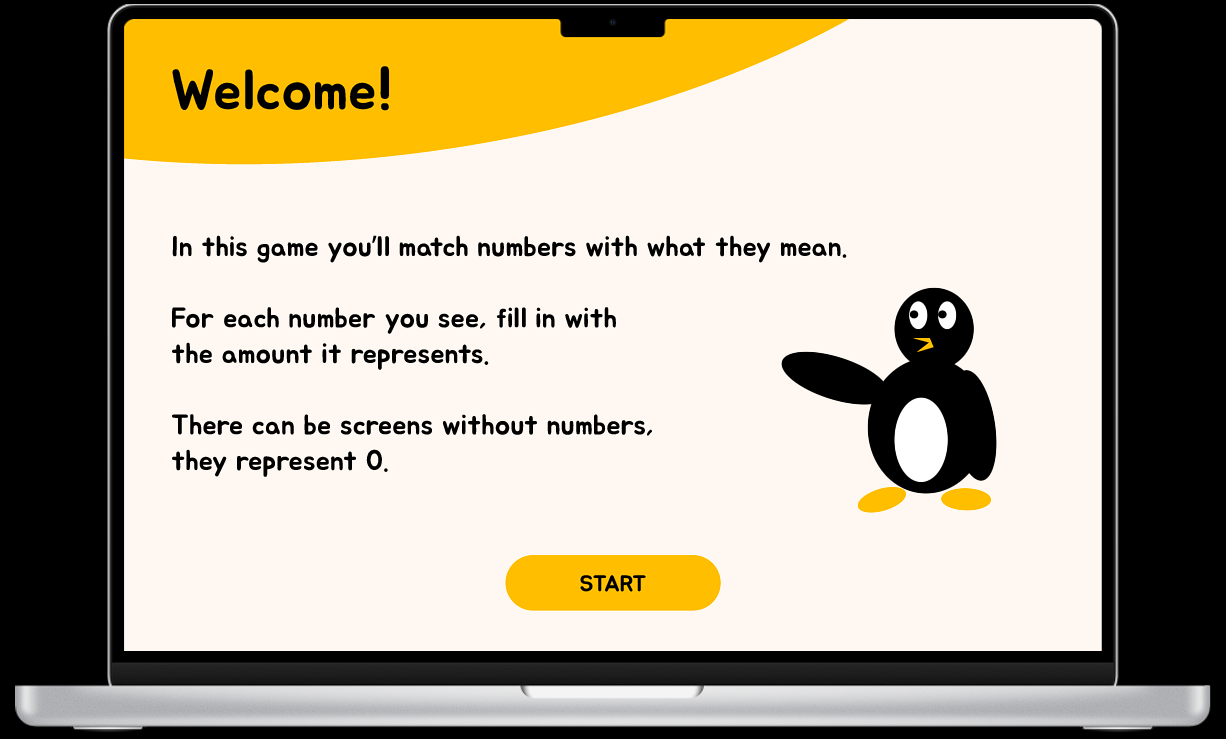 Welcome!
In this game you'll match numbers with what they mean.
For each number you see, fill in with
the amount it represents.
There can be screens without numbers,
they represent 0.
START